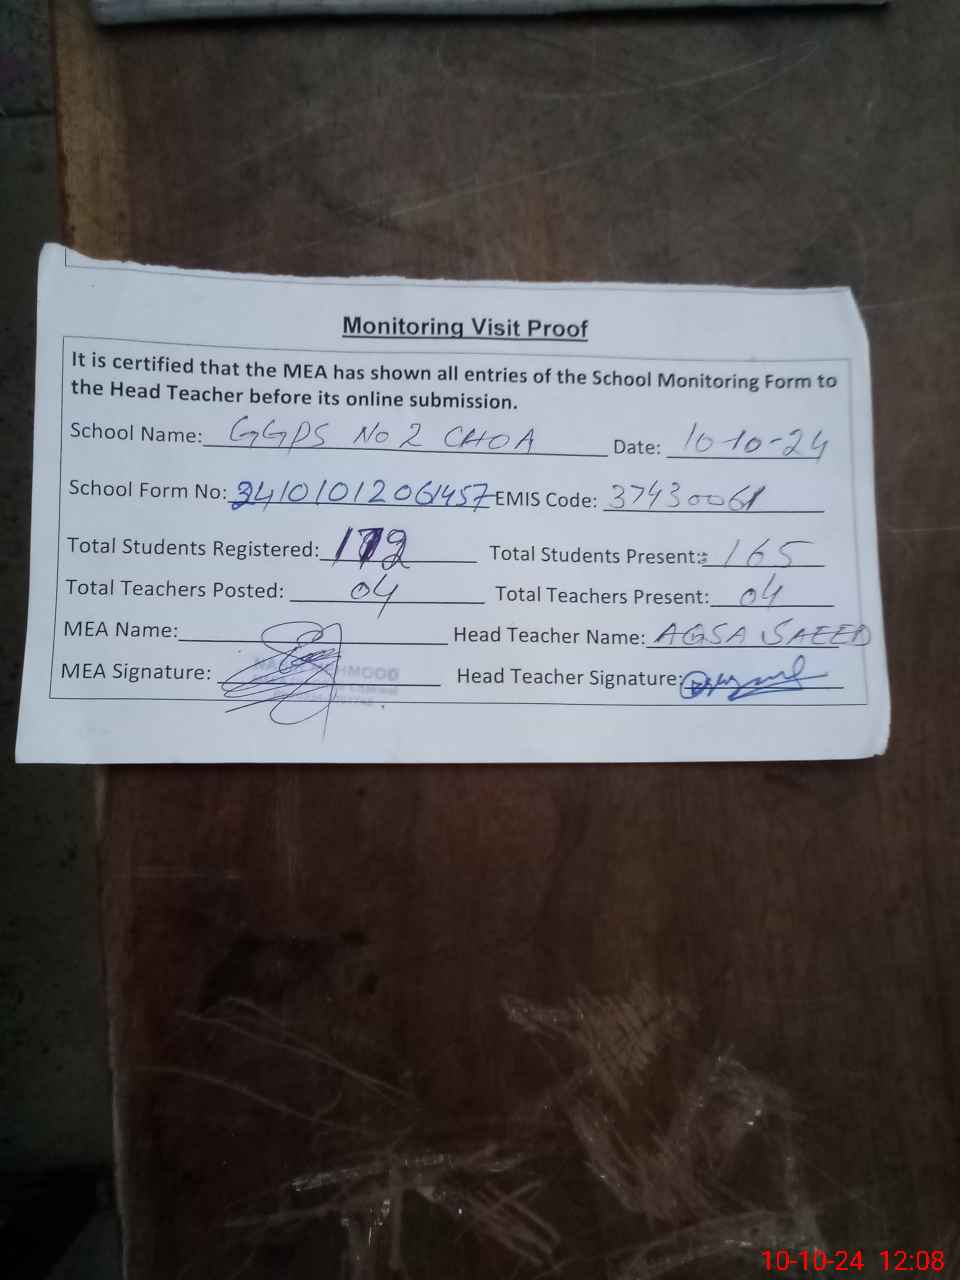 Monitoring Visit Proof
It is certified that the MEA has shown all entries of the School Monitoring Form to
the Head Teacher before its online submission.
School Name: GGPS No 2 CHOA Date: 10-10-24
School Form No: 34101012061457 EMIS Code: 37430061
Total Students Registered: Total Students Present: 165
Total Teachers Posted: 04 Total Teachers Present: 04
MEA Name: Head Teacher Name: AQSA SAEED
MEA Signature: Head Teacher Signature:
MEHMOOD
10-10-24 12:08